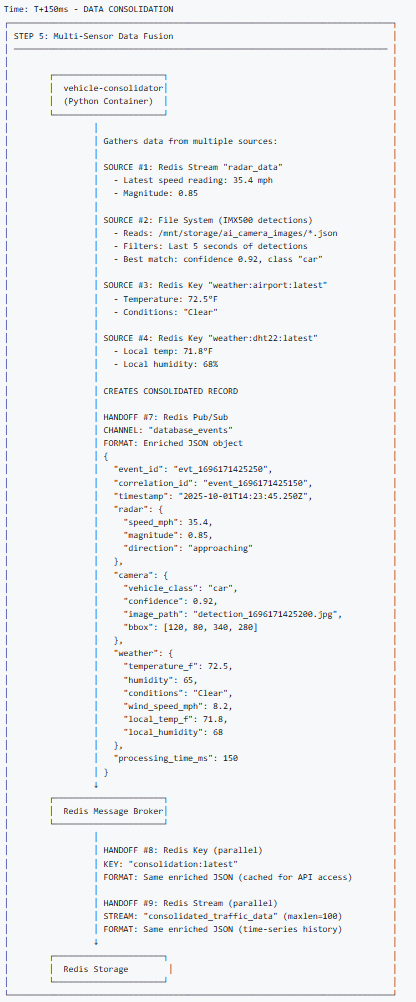 Time: T+150ms - DATA CONSOLIDATION
STEP 5: Multi-Sensor Data Fusion
vehicle-consolidator
(Python Container)
Gathers data from multiple sources:
SOURCE #1: Redis Stream "radar_data"
- Latest speed reading: 35.4 mph
- Magnitude: 0.85
SOURCE #2: File System (IMX500 detections)
- Reads: /mnt/storage/ai_camera_images/*.json
- Filters: Last 5 seconds of detections
- Best match: confidence 0.92, class "car"
SOURCE #3: Redis Key "weather:airport:latest"
- Temperature: 72.5°F
- Conditions: "Clear"
SOURCE #4: Redis Key "weather:dht22:latest"
- Local temp: 71.8°F
- Local humidity: 68%
CREATES CONSOLIDATED RECORD
HANDOFF #7: Redis Pub/Sub
CHANNEL: "database_events"
FORMAT: Enriched JSON object
{
"event_id": "evt_1696171425250",
"correlation_id": "event_1696171425150",
"timestamp": "2025-10-01T14:23:45.250Z",
"radar": {
"speed_mph": 35.4,
"magnitude": 0.85,
"direction": "approaching"
},
"camera": {
"vehicle_class": "car",
"confidence": 0.92,
"image_path": "detection_1696171425200.jpg",
"bbox": [120, 80, 340, 280]
},
"weather": {
"temperature_f": 72.5,
"humidity": 65,
"conditions": "Clear",
"wind_speed_mph": 8.2,
"local_temp_f": 71.8,
"local_humidity": 68
},
"processing_time_ms": 150
}
Redis Message Broker
HANDOFF #8: Redis Key (parallel)
KEY: "consolidation:latest"
FORMAT: Same enriched JSON (cached for API access)
HANDOFF #9: Redis Stream (parallel)
STREAM: "consolidated_traffic_data" (maxlen=100)
FORMAT: Same enriched JSON (time-series history)
Redis Storage